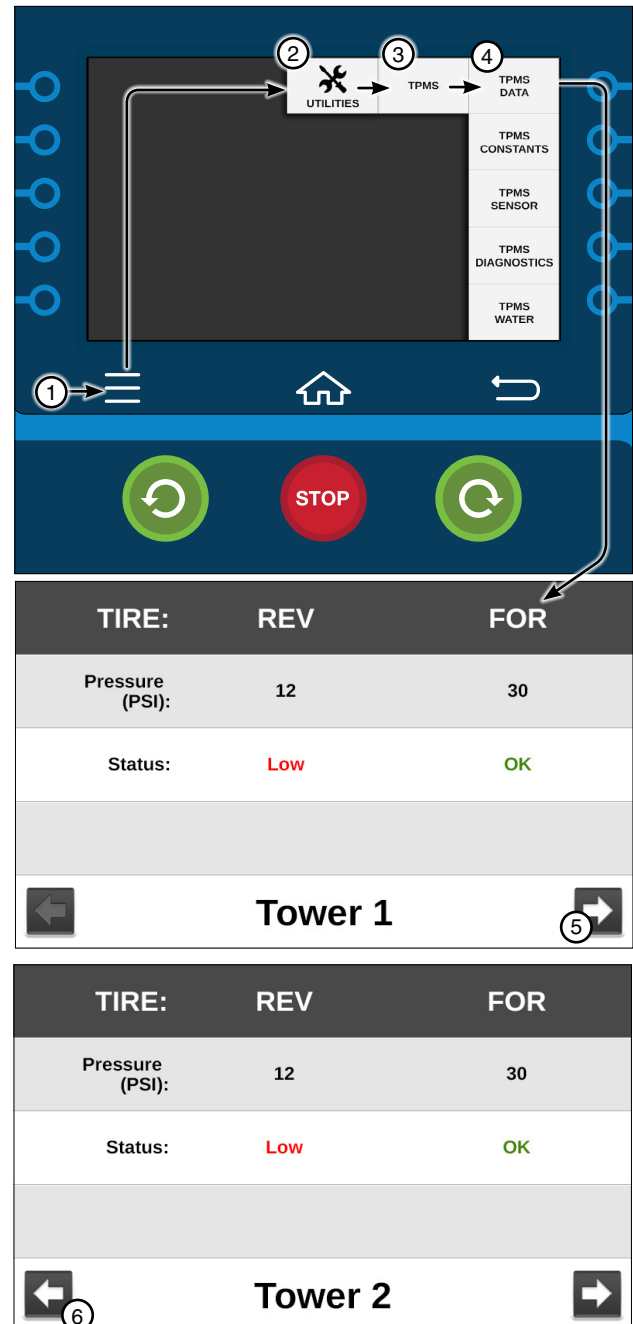 2
3
4
UTILITIES
TPMS
TPMS
DATA
TPMS
CONSTANTS
TPMS
SENSOR
TPMS
DIAGNOSTICS
TPMS
WATER
1
STOP
TIRE: REV FOR
Pressure
(PSI): 12 30
Status: Low OK
Tower 1
5
TIRE: REV FOR
Pressure
(PSI): 12 30
Status: Low OK
Tower 2
6